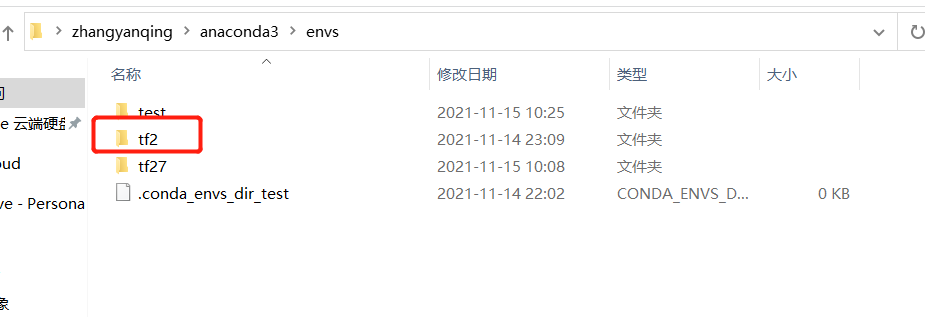 zhangyanqing > anaconda3 > envs
名称 修改日期 类型 大小
问
test 2021-11-15 10:25 文件夹
e 云端硬盘
tf2 2021-11-14 23:09 文件夹
oud
tf27 2021-11-15 10:08 文件夹
.conda_envs_dir_test 2021-11-14 22:02 CONDA_ENVS_D... 0 KB
ve - Persona
象